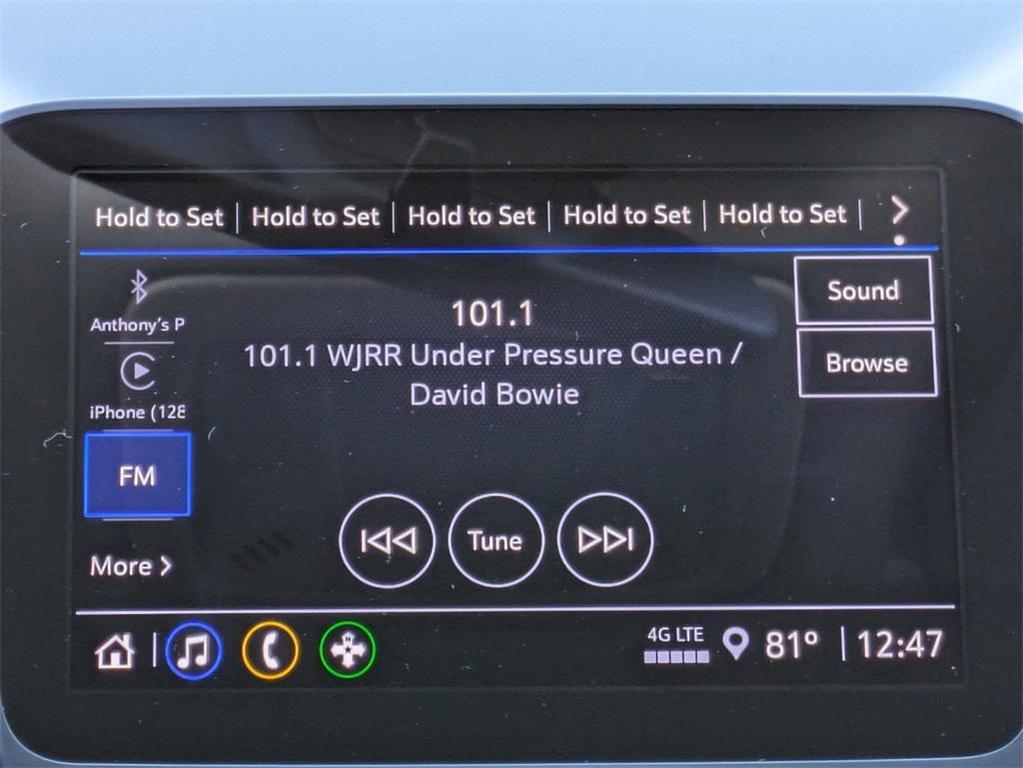 Hold to Set Hold to Set Hold to Set Hold to Set Hold to Set
Sound
Anthony's P
101.1
101.1 WJRR Under Pressure Queen /
David Bowie
Browse
iPhone (128
FM
Tune
More
4G LTE
81° 12:47